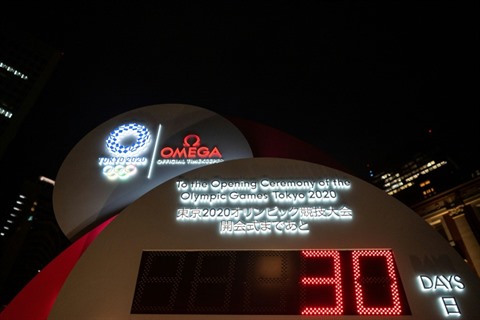 TOKYO 2020
Ω
OMEGA
OFFICIAL TIMEKEEPER
To the Opening Ceremony of the
Olympic Games Tokyo 2020
東京2020オリンピック競技大会
開会式まであと
30
DAYS
日